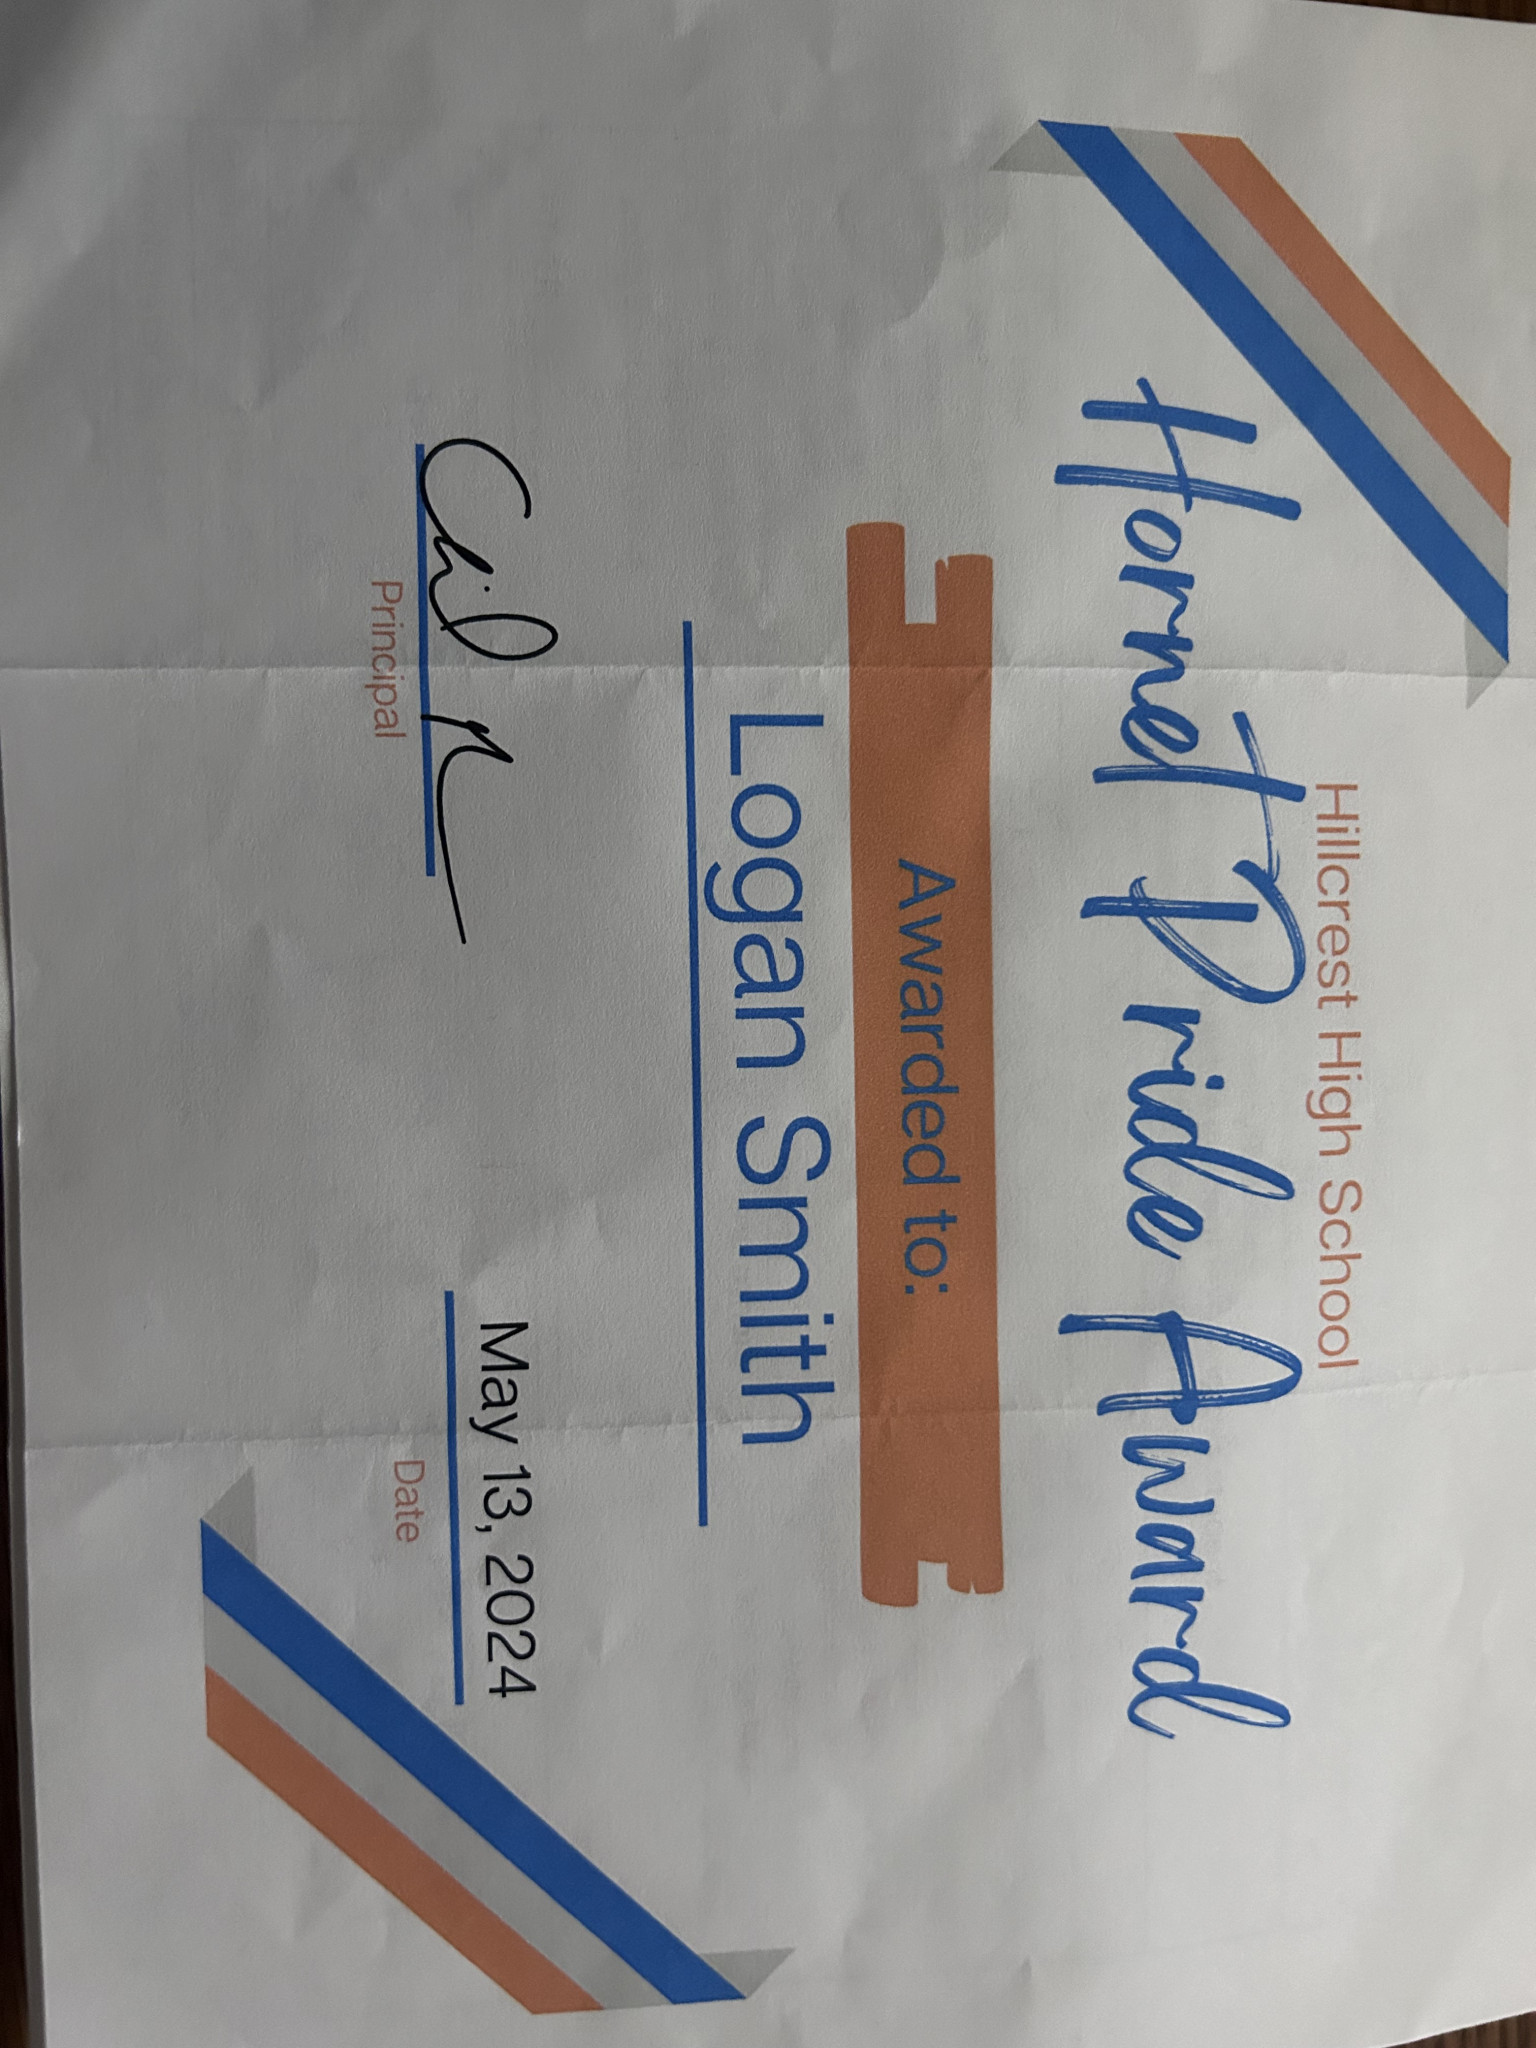 Hillcrest High School
Hornet Pride Award
Awarded to:
Logan Smith
May 13, 2024
Principal
Date